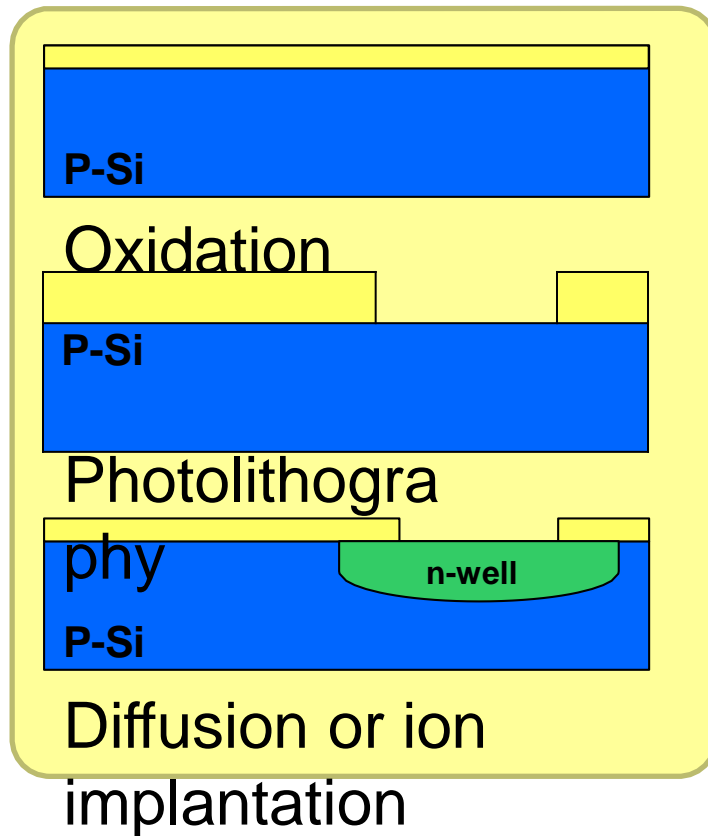 P-Si
Oxidation
P-Si
Photolithogra
phy
n-well
P-Si
Diffusion or ion
implantation